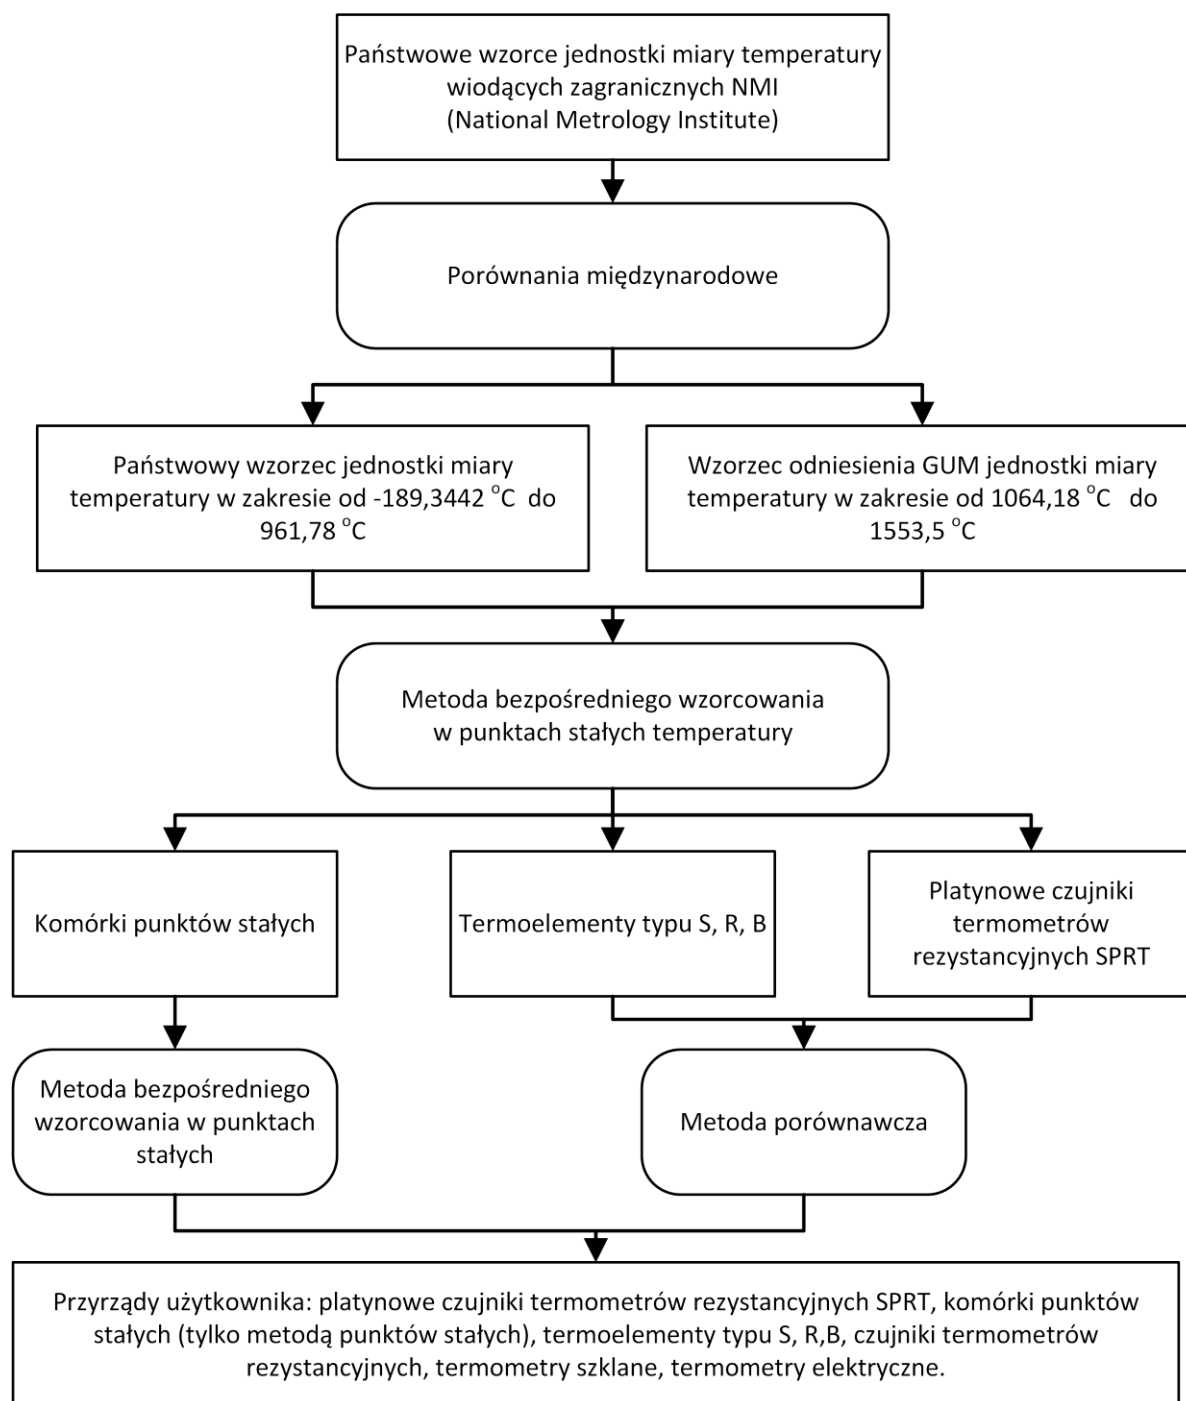 Państwowe wzorce jednostki miary temperatury
wiodących zagranicznych NMI
(National Metrology Institute)
Porównania międzynarodowe
Państwowy wzorzec jednostki miary
temperatury w zakresie od -189,3442 °C do
961,78 °C
Wzorzec odniesienia GUM jednostki miary
temperatury w zakresie od 1064,18 °C do
1553,5 °C
Metoda bezpośredniego wzorcowania
w punktach stałych temperatury
Komórki punktów stałych
Termoelementy typu S, R, B
Platynowe czujniki
termometrów
rezystancyjnych SPRT
Metoda bezpośredniego
wzorcowania w punktach
stałych
Metoda porównawcza
Przyrządy użytkownika: platynowe czujniki termometrów rezystancyjnych SPRT, komórki punktów
stałych (tylko metodą punktów stałych), termoelementy typu S, R,B, czujniki termometrów
rezystancyjnych, termometry szklane, termometry elektryczne.